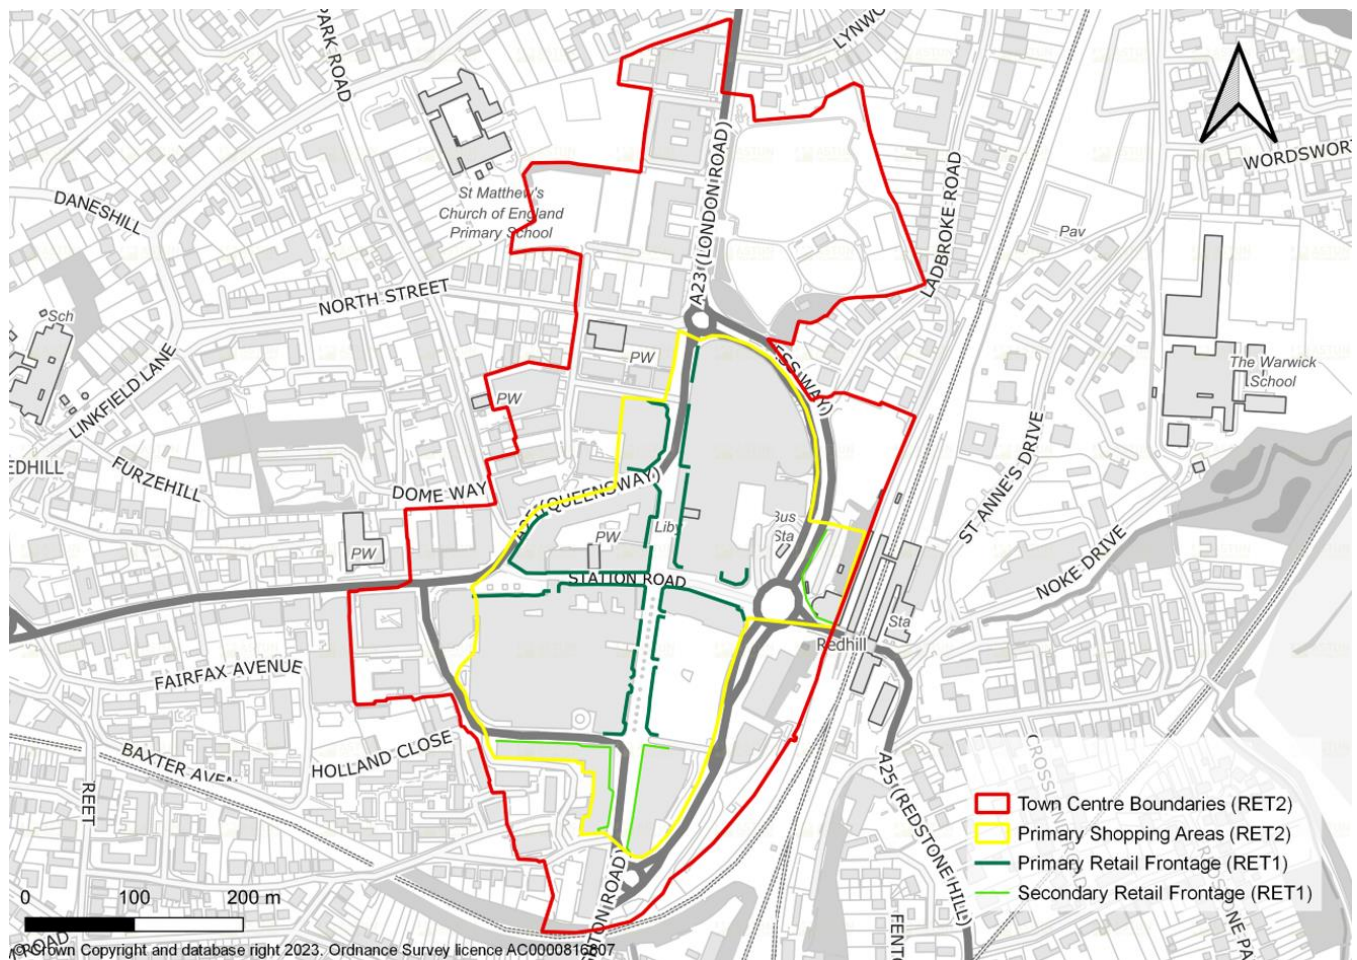 PARK ROAD
LYNWO
DANESHILL
St Matthew's
Church of England
Primary School
A23 (LONDON ROAD)
LADBROKE ROAD
WORDSWORT
Pav
NORTH STREET
Sch
LINKFIELD LANE
PW
ESS WAY)
The Warwick
School
PW
EDHILL
FURZEHILL
DOME WAY
(QUEENSWAY)
ST ANNE'S DRIVE
PW
PW
Liby
Bus
Sta
STATION ROAD
NOKE DRIVE
Sta
Redhill
FAIRFAX AVENUE
BAXTER AVEN
HOLLAND CLOSE
REET
A25 (REDSTONE HILL)
Town Centre Boundaries (RET2)
Primary Shopping Areas (RET2)
Primary Retail Frontage (RET1)
Secondary Retail Frontage (RET1)
0 100 200 m
FENT
ROAD
© Crown Copyright and database right 2023. Ordnance Survey licence AC0000816807